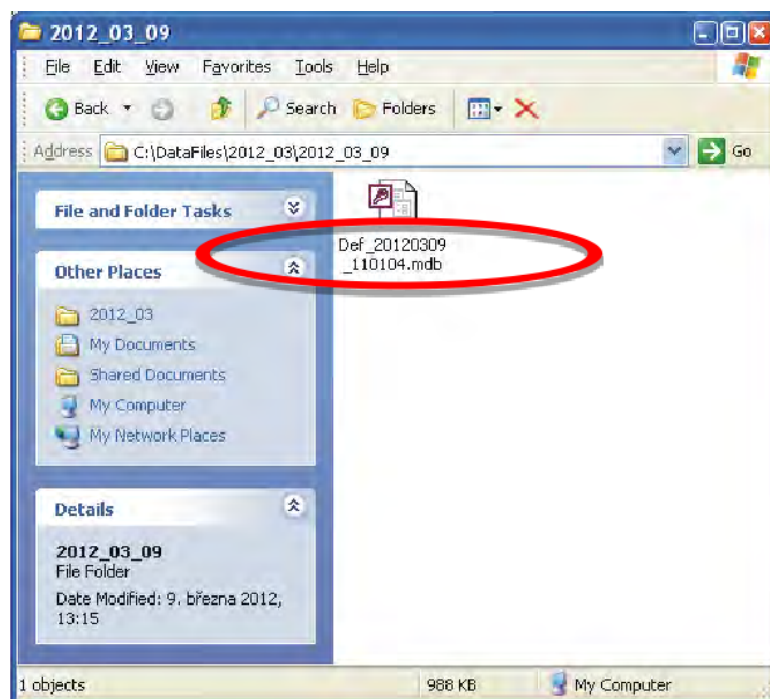 2012_03_09
File Edit View Favorites Tools Help
Back Search Folders
Address C:\DataFiles\2012_03\2012_03_09 Go
File and Folder Tasks
Def_20120309
_110104.mdb
Other Places
2012_03
My Documents
Shared Documents
My Computer
My Network Places
Details
2012_03_09
File Folder
Date Modified: 9. března 2012,
13:15
1 objects 988 KB My Computer